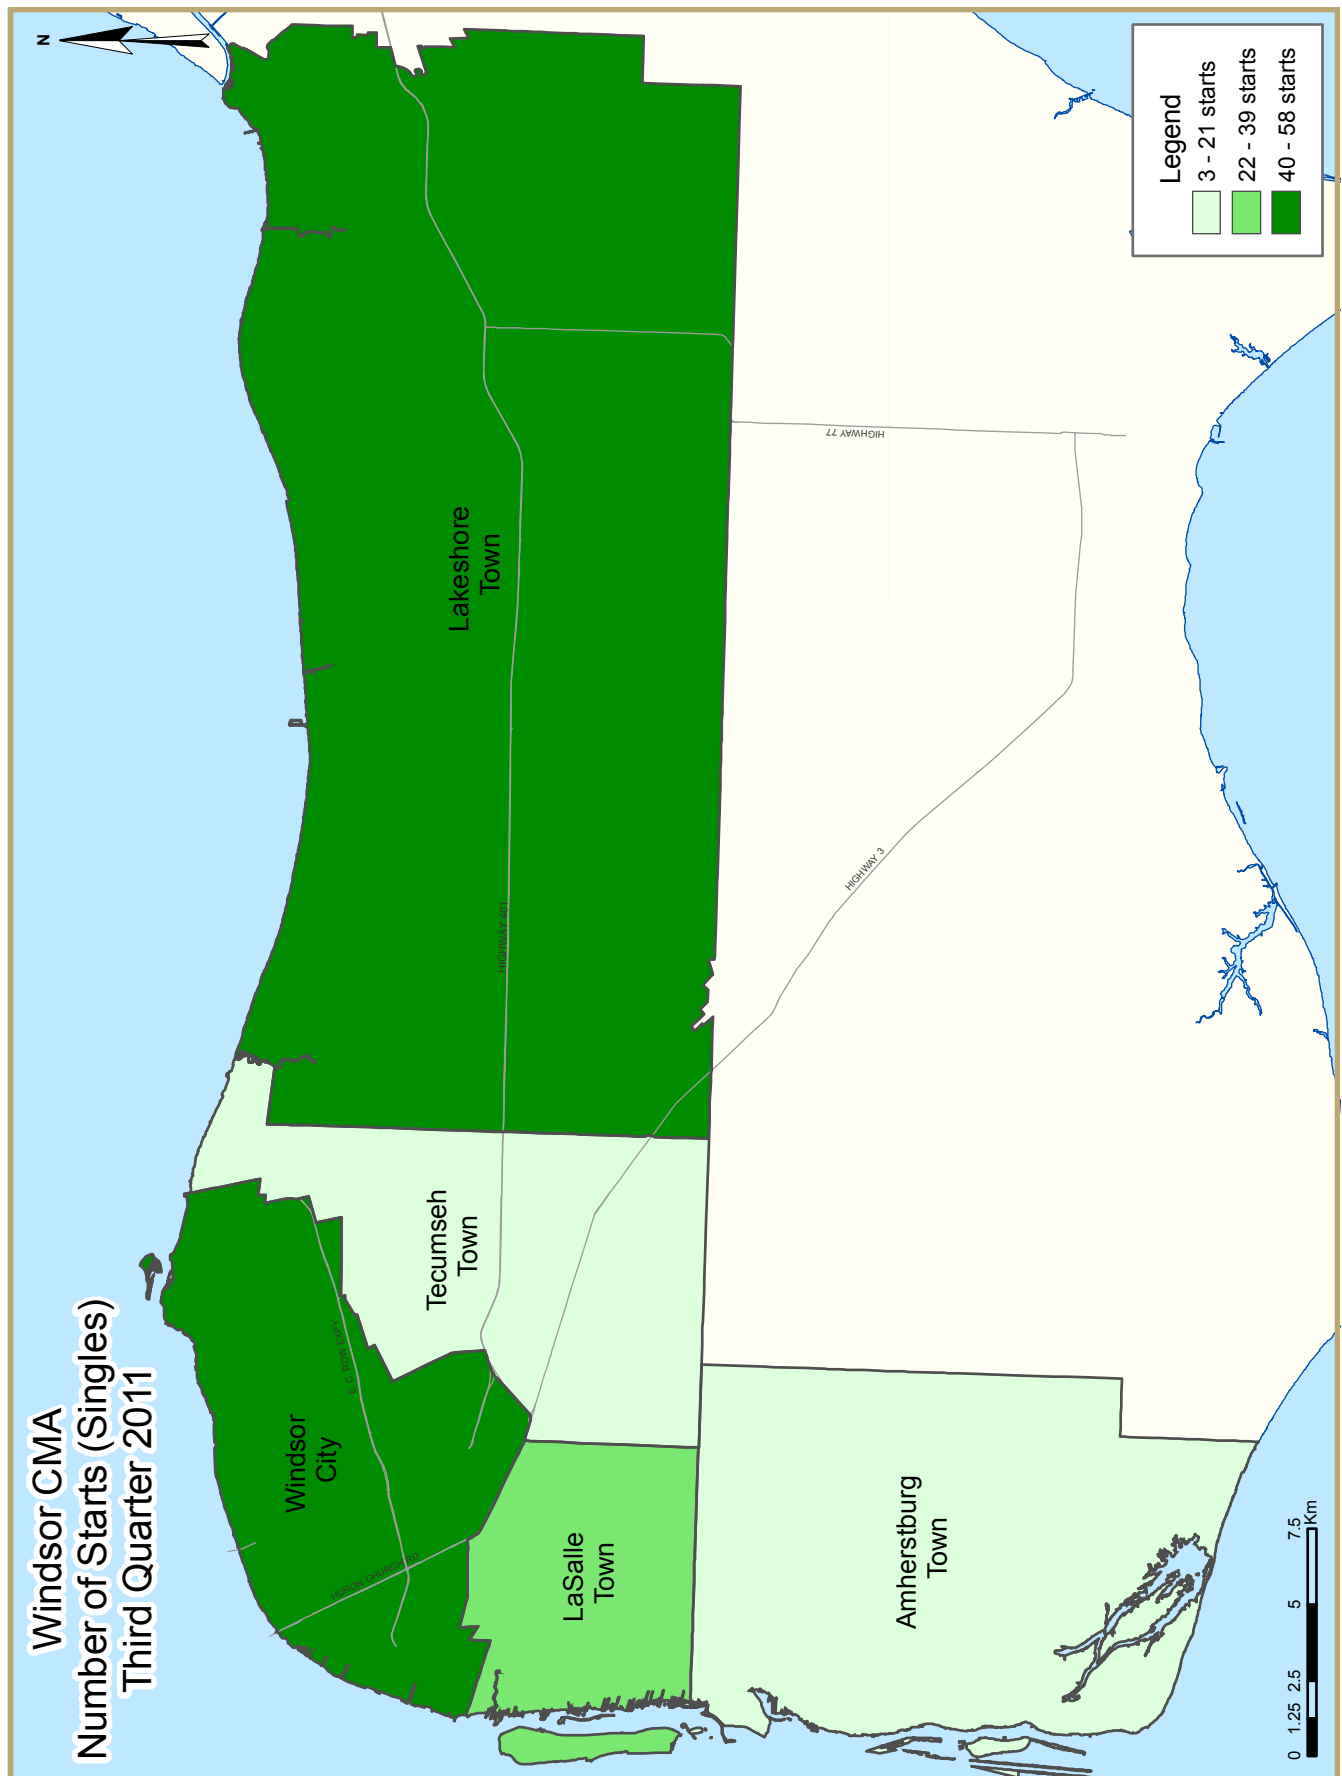 Windsor CMA
Number of Starts (Singles)
Third Quarter 2011
N
Windsor
City
E.C. ROW EXPY
HURON CHURCH RD
Tecumseh
Town
Lakeshore
Town
HIGHWAY 401
LaSalle
Town
Amherstburg
Town
HIGHWAY 3
HIGHWAY 77
0 1.25 2.5 5 7.5
Km
Legend
3 - 21 starts
22 - 39 starts
40 - 58 starts